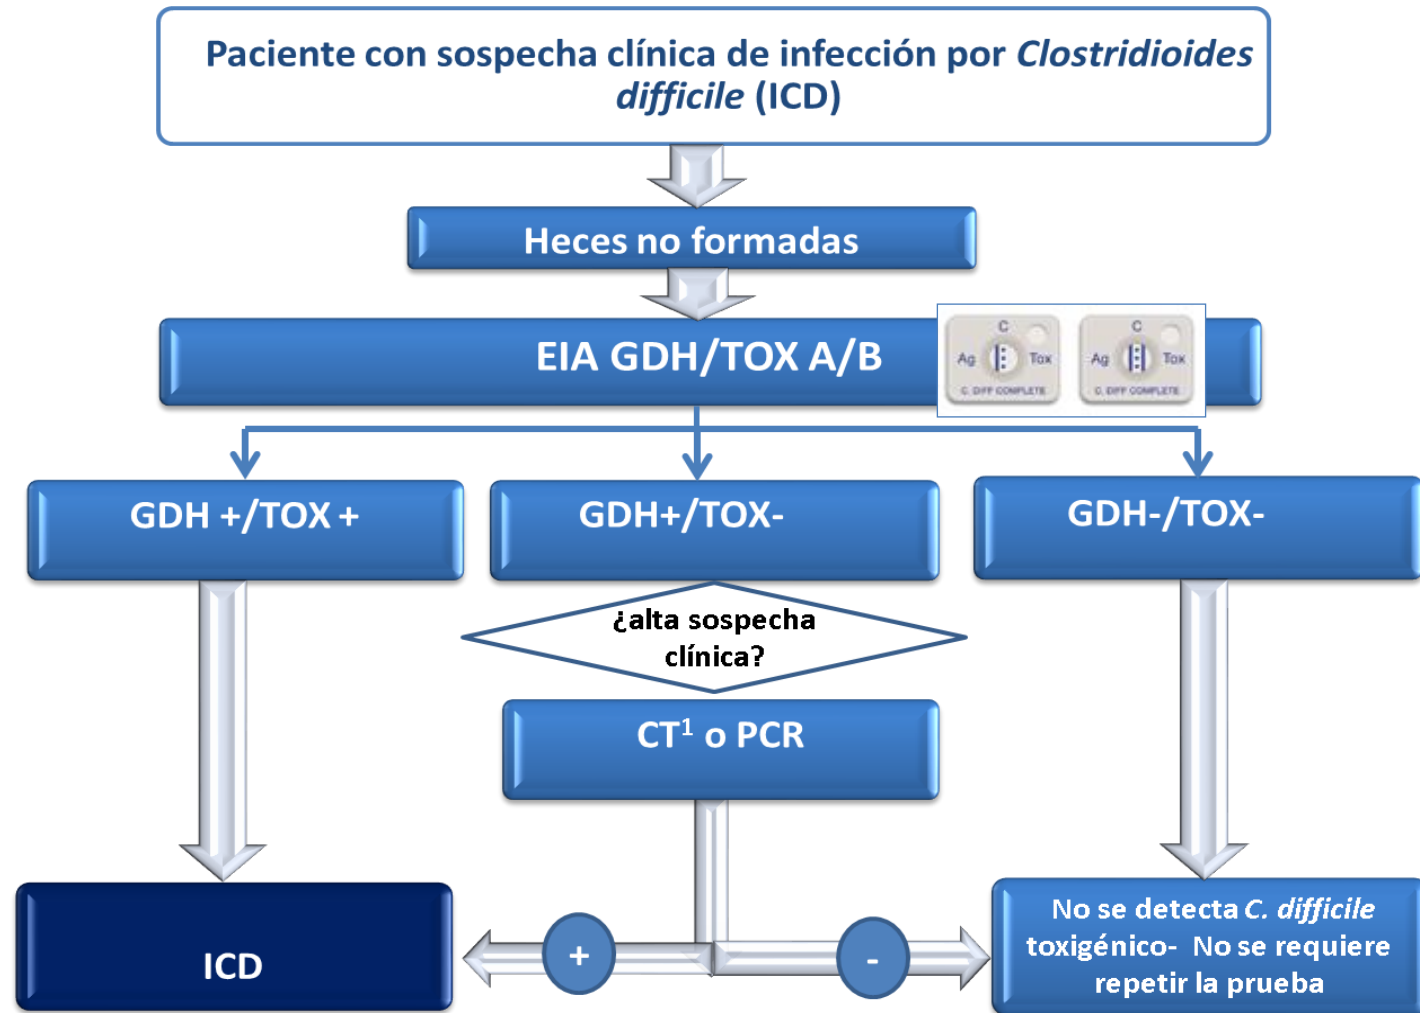 Paciente con sospecha clínica de infección por Clostridioides
difficile (ICD)
Heces no formadas
EIA GDH/TOX A/B
C
Ag
Tox
C. DIFF COMPLETE
C
Ag
Tox
C. DIFF COMPLETE
GDH +/TOX +
GDH+/TOX-
GDH-/TOX-
¿alta sospecha
clínica?
CT¹ o PCR
ICD
+
-
No se detecta C. difficile
toxigénico- No se requiere
repetir la prueba